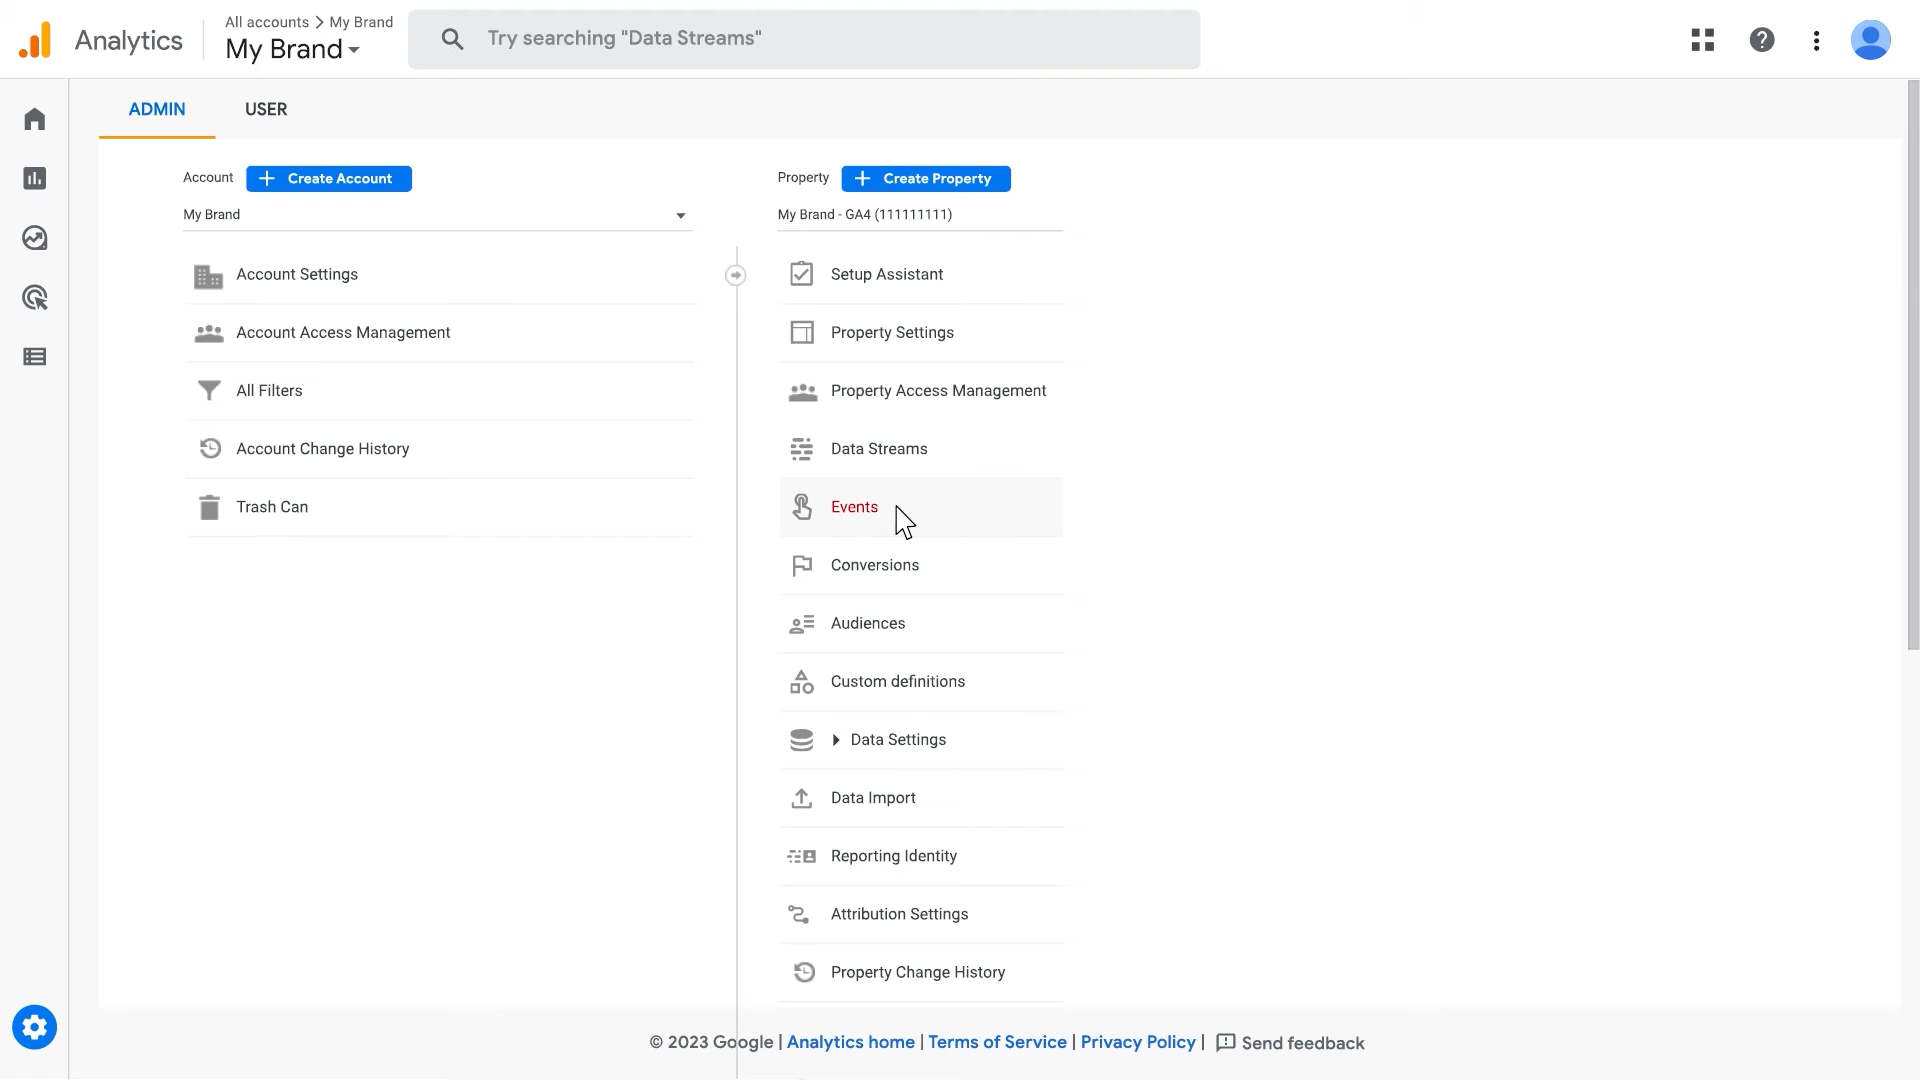 Analytics
All accounts > My Brand
My Brand
Try searching "Data Streams"
ADMIN
USER
Account
+ Create Account
My Brand
Account Settings
Account Access Management
All Filters
Account Change History
Trash Can
Property
+ Create Property
My Brand - GA4 (111111111)
Setup Assistant
Property Settings
Property Access Management
Data Streams
Events
Conversions
Audiences
Custom definitions
Data Settings
Data Import
Reporting Identity
Attribution Settings
Property Change History
© 2023 Google | Analytics home | Terms of Service | Privacy Policy | Send feedback